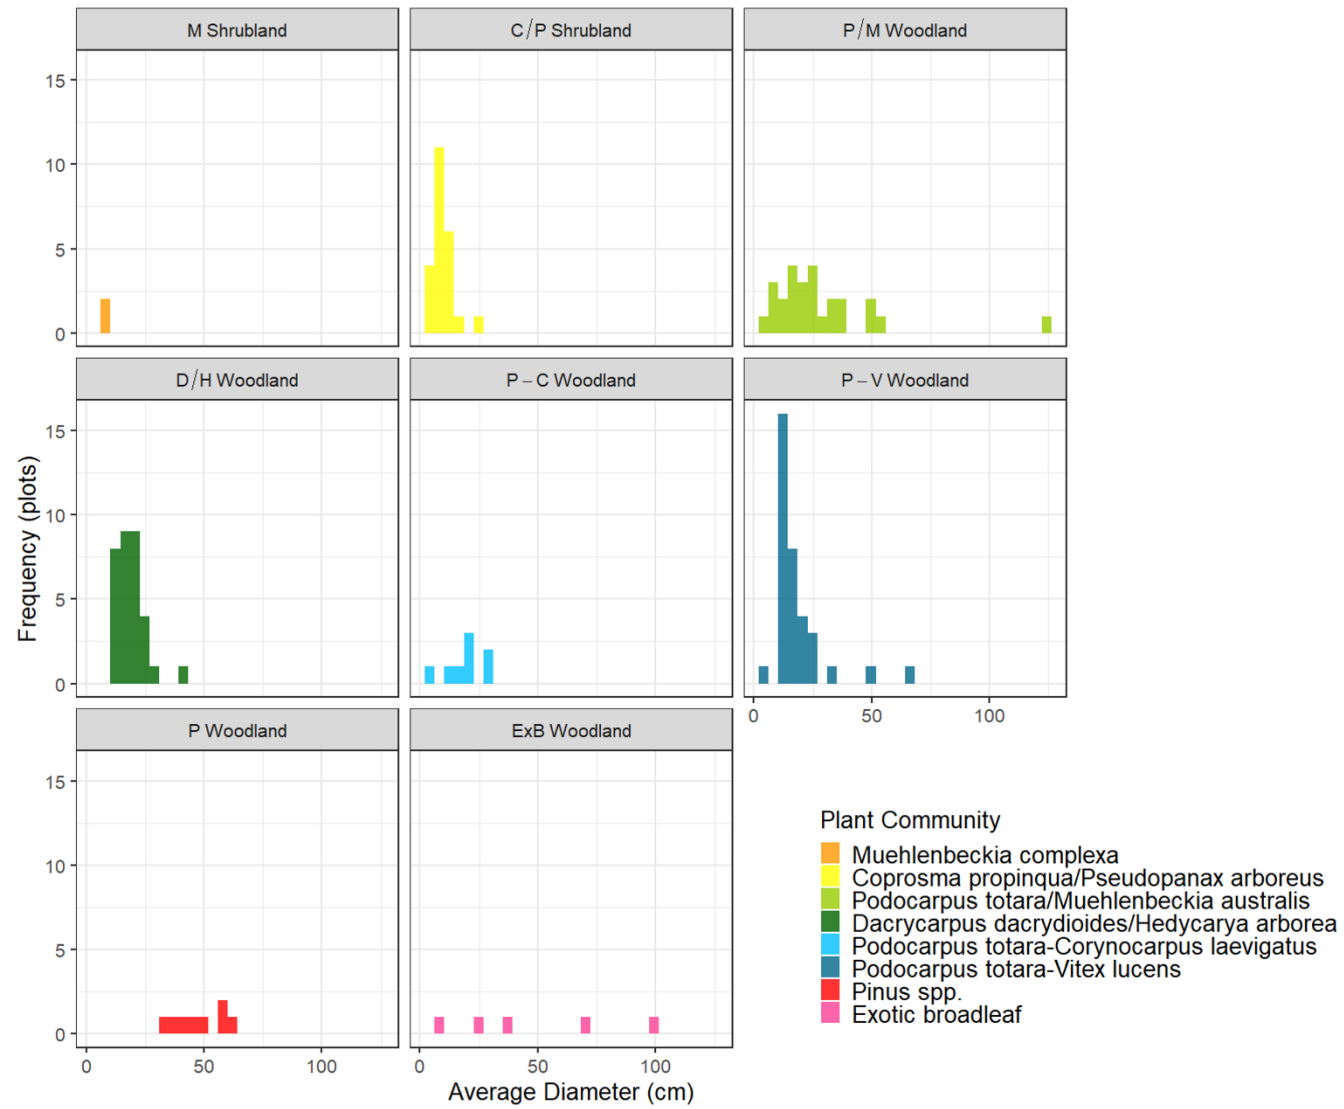 M Shrubland
C/P Shrubland
P/M Woodland
15
10
5
0
D/H Woodland
P – C Woodland
P – V Woodland
15
10
5
0
0
50
100
P Woodland
ExB Woodland
15
10
5
0
0
50
100
0
50
100
Frequency (plots)
Average Diameter (cm)
Plant Community
Muehlenbeckia complexa
Coprosma propinqua/Pseudopanax arboreus
Podocarpus totara/Muehlenbeckia australis
Dacrycarpus dacrydioides/Hedycarya arborea
Podocarpus totara-Corynocarpus laevigatus
Podocarpus totara-Vitex lucens
Pinus spp.
Exotic broadleaf